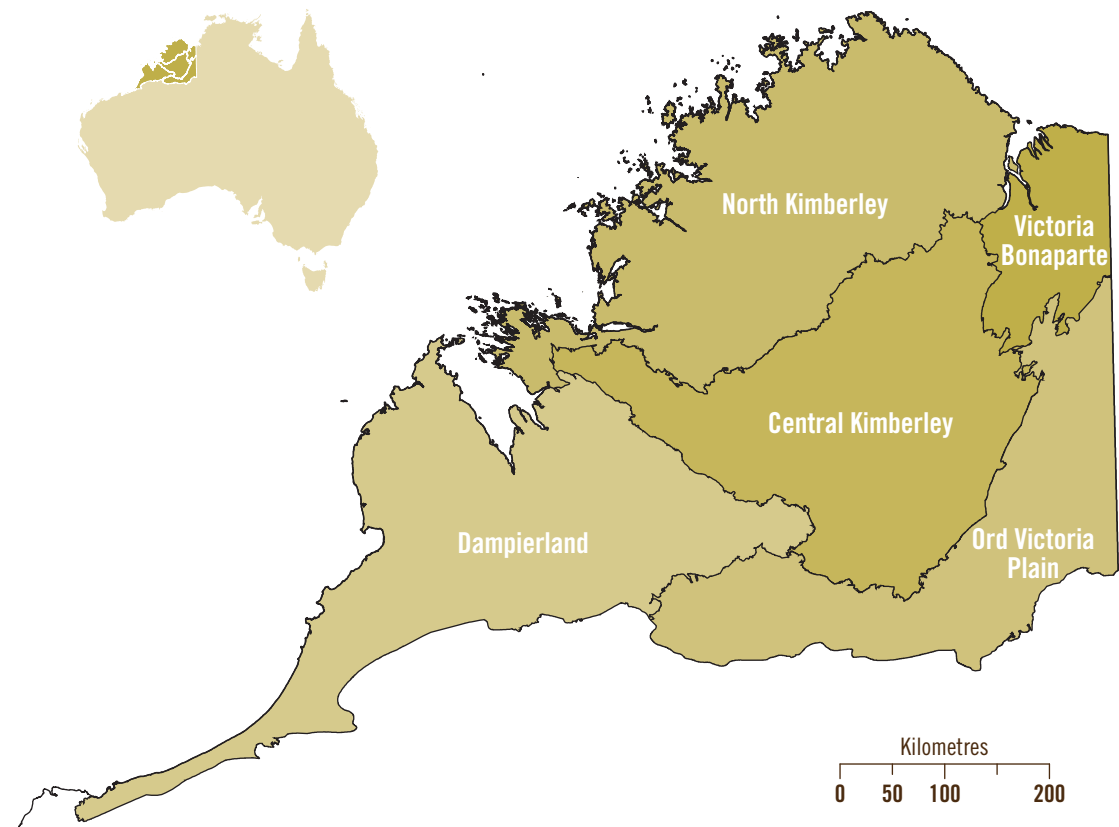 North Kimberley
Victoria
Bonaparte
Central Kimberley
Dampierland
Ord Victoria
Plain
Kilometres
0 50 100 200